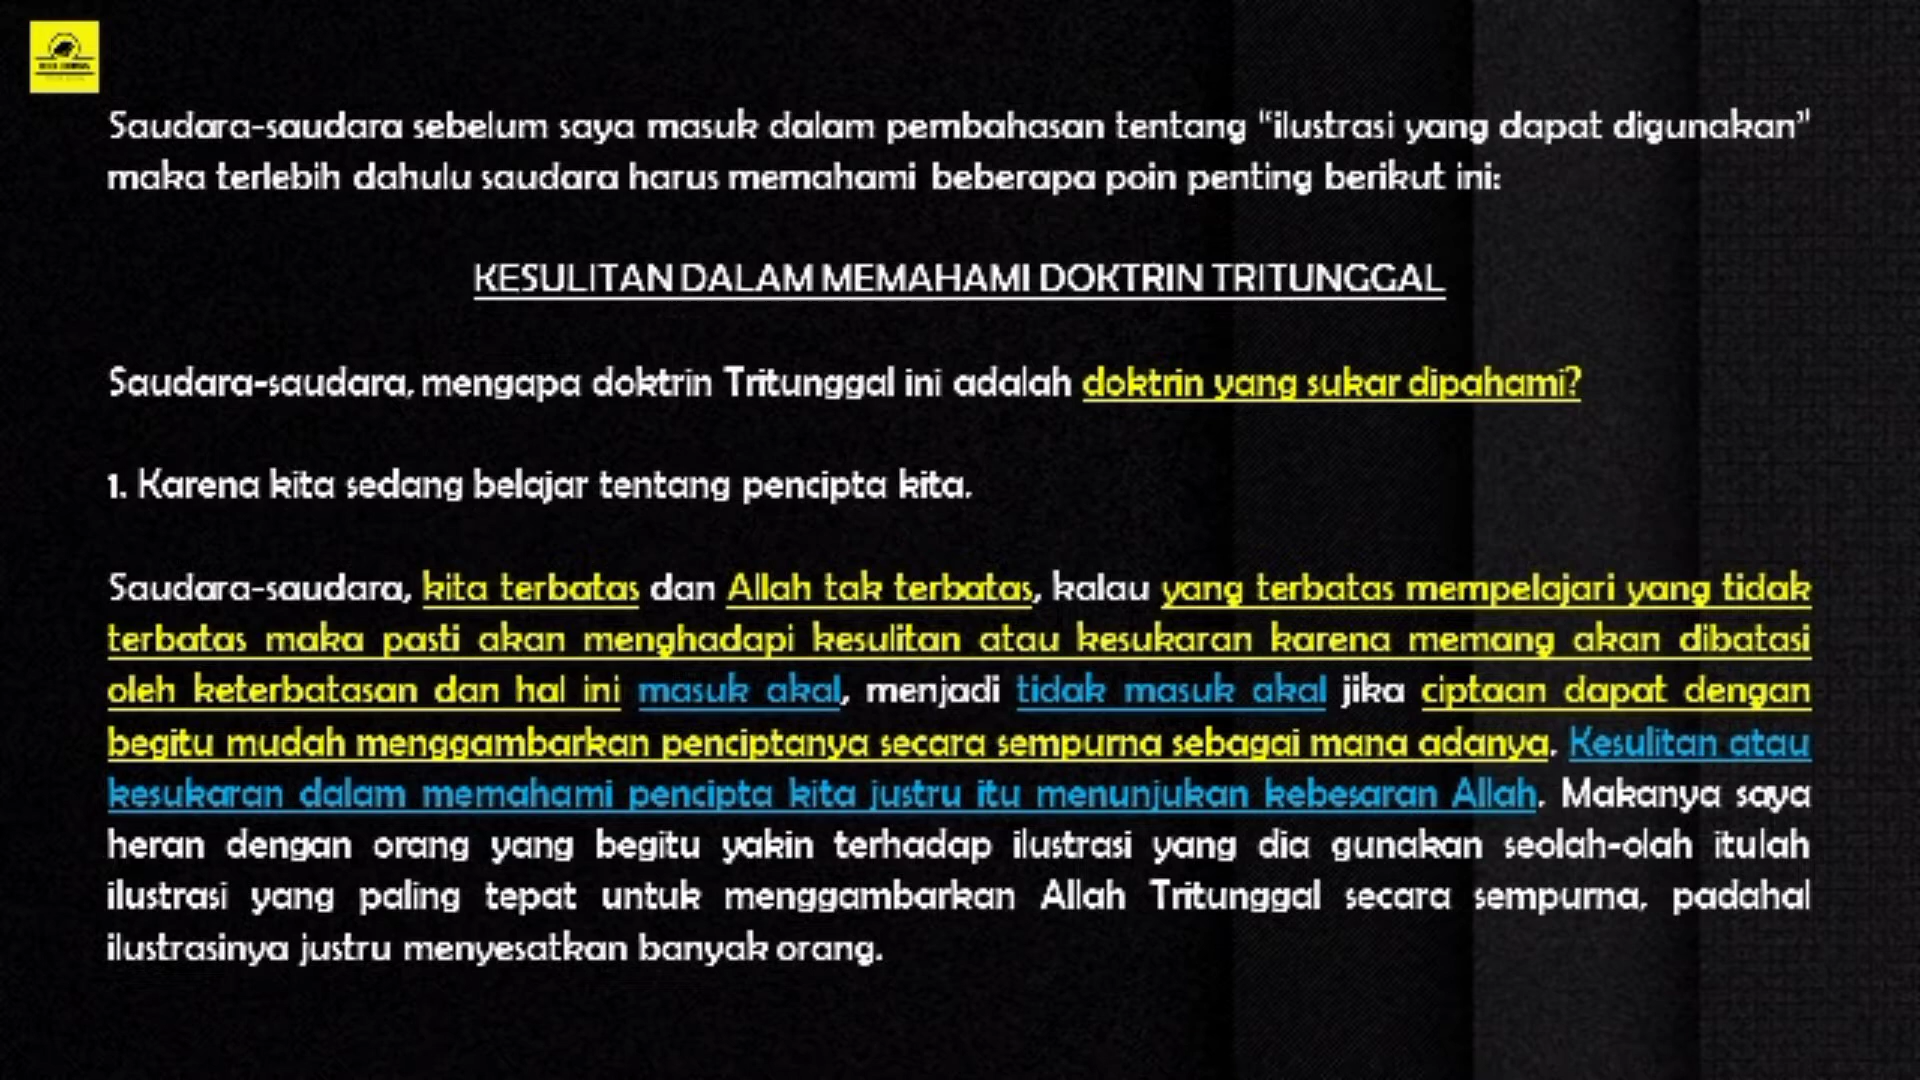 Saudara-saudara sebelum saya masuk dalam pembahasan tentang “ilustrasi yang dapat digunakan”
maka terlebih dahulu saudara harus memahami beberapa poin penting berikut ini:
KESULITAN DALAM MEMAHAMI DOKTRIN TRITUNGGAL
Saudara-saudara, mengapa doktrin Tritunggal ini adalah doktrin yang sukar dipahami?
1. Karena kita sedang belajar tentang pencipta kita.
Saudara-saudara, kita terbatas dan Allah tak terbatas, kalau yang terbatas mempelajari yang tidak
terbatas maka pasti akan menghadapi kesulitan atau kesukaran karena memang akan dibatasi
oleh keterbatasan dan hal ini masuk akal, menjadi tidak masuk akal jika ciptaan dapat dengan
begitu mudah menggambarkan penciptanya secara sempurna sebagai mana adanya. Kesulitan atau
kesukaran dalam memahami pencipta kita justru itu menunjukan kebesaran Allah. Makanya saya
heran dengan orang yang begitu yakin terhadap ilustrasi yang dia gunakan seolah-olah itulah
ilustrasi yang paling tepat untuk menggambarkan Allah Tritunggal secara sempurna, padahal
ilustrasinya justru menyesatkan banyak orang.